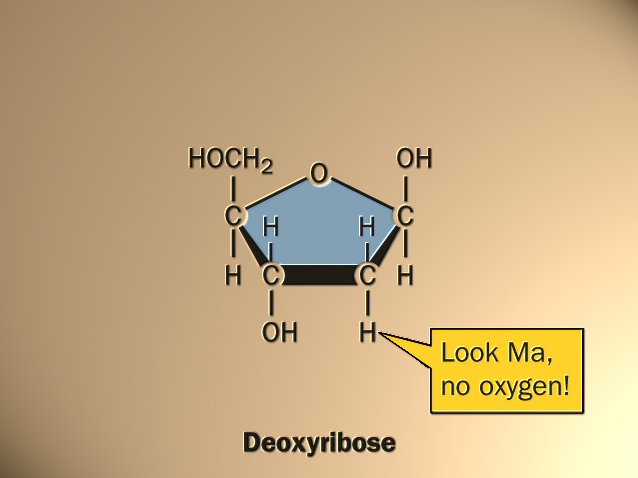 HOCH2 O OH
C H H C
H C C H
OH H
Look Ma,
no oxygen!
Deoxyribose